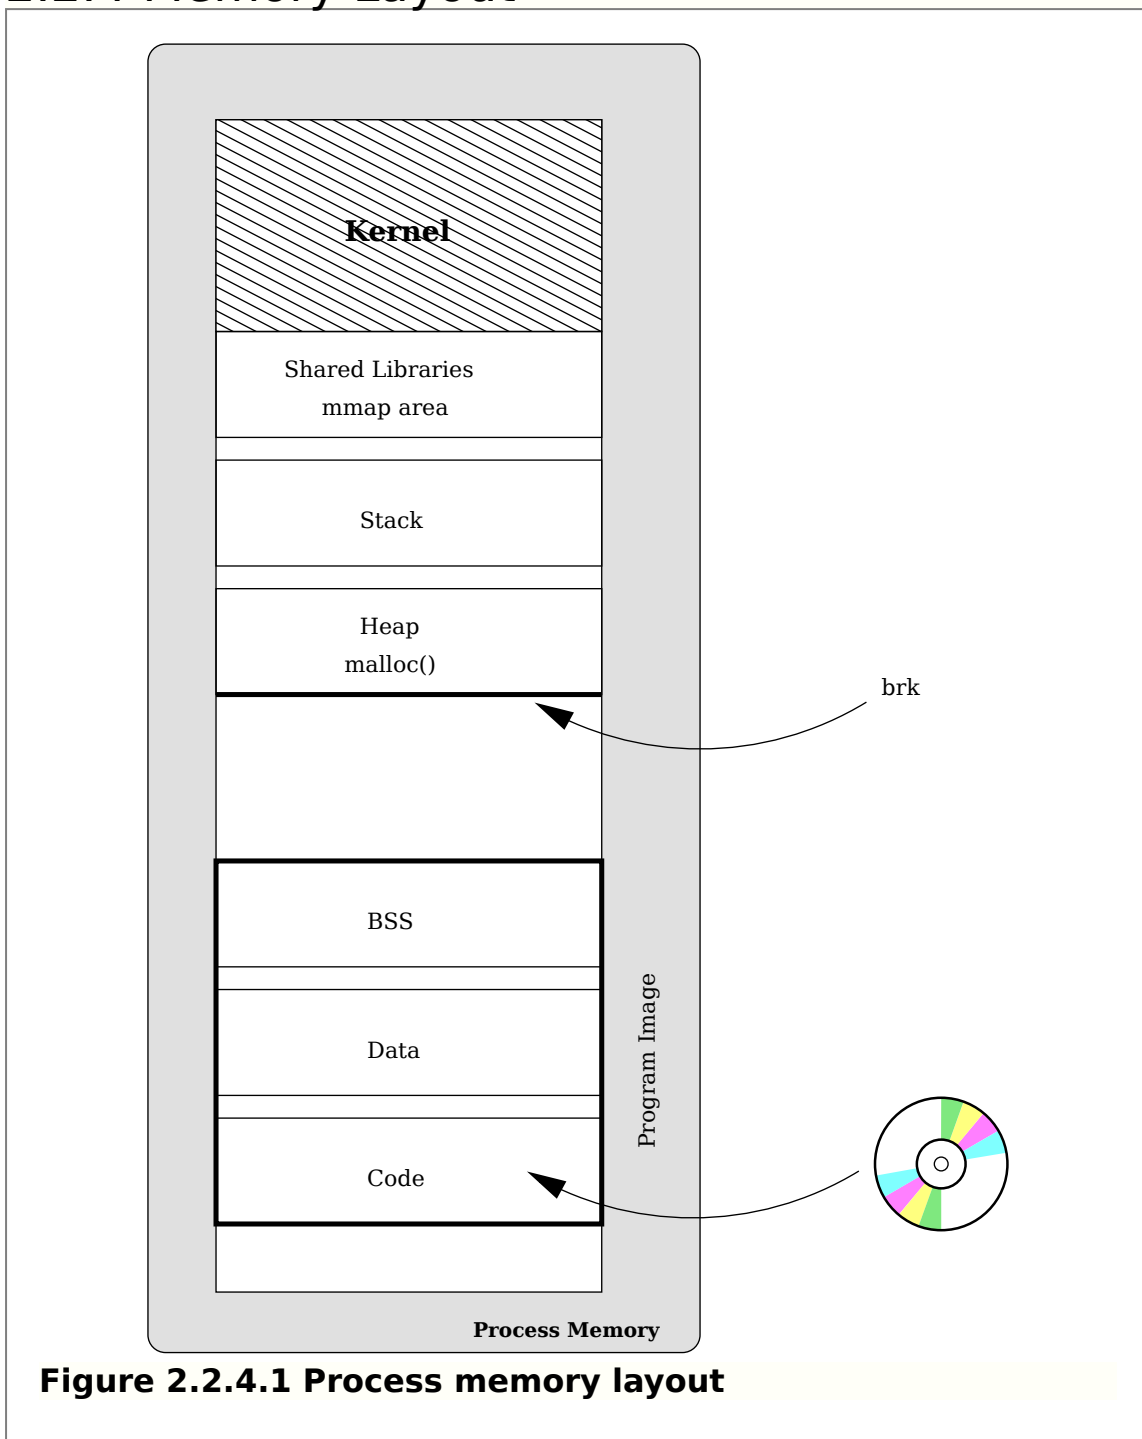 Kernel
Shared Libraries
mmap area
Stack
Heap
malloc()
brk
BSS
Data
Program Image
Code
Process Memory
Figure 2.2.4.1 Process memory layout